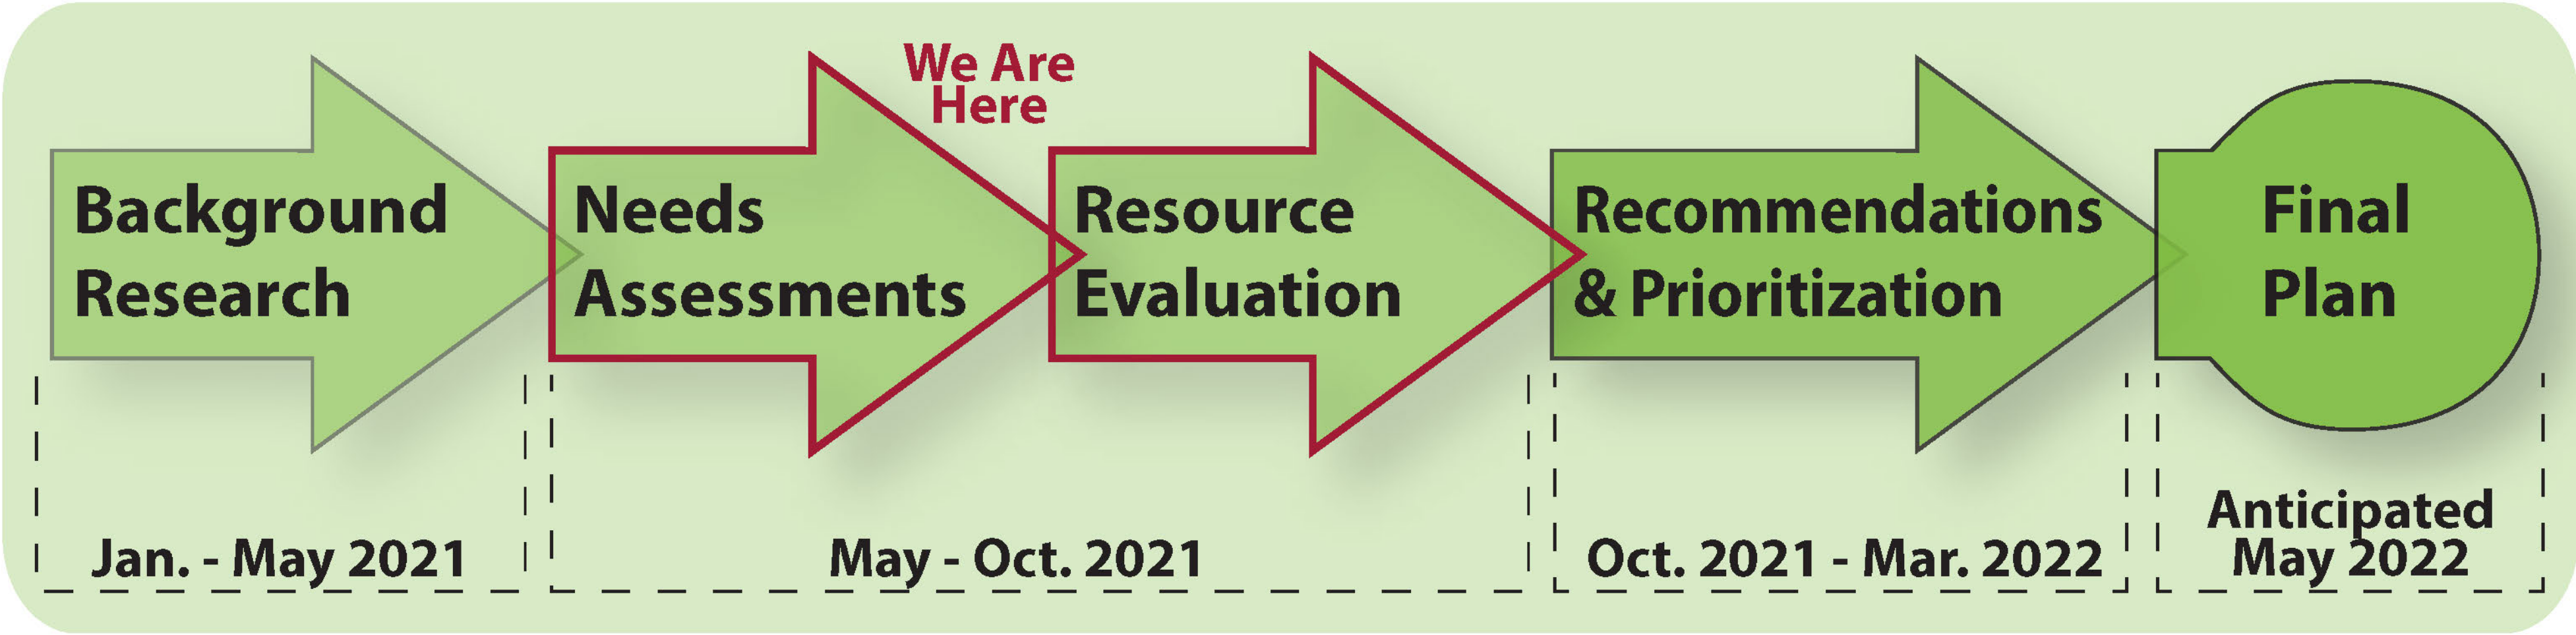 We Are
Here
Background
Research
Needs
Assessments
Resource
Evaluation
Recommendations
& Prioritization
Final
Plan
Jan. - May 2021
May - Oct. 2021
Oct. 2021 - Mar. 2022
Anticipated
May 2022